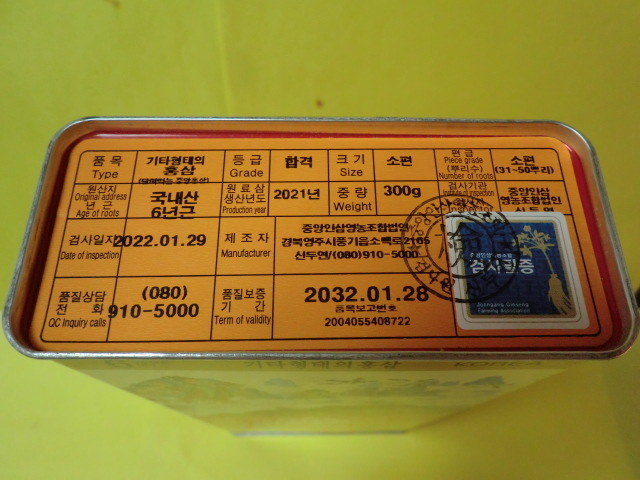 품 목
Type
기타형태의
홍삼
등 급
Grade
합격
크 기
Size
소편
편 급
Piece grade
(뿌리수)
Number of roots
소편
(31~50뿌리)
원산지
Original address
년 근
Age of roots
국내산
6년근
원 료 삼
생산년도
Production year
2021년
중 량
Weight
300g
검사기관
중앙인삼
영농조합법인
검사일자
Date of inspection
2022.01.29
제 조 자
Manufacturer
중앙인삼영농조합법인
경북영주시풍기읍소백로2165
신두연/(080)910-5000
검사필증
Joongang Ginseng
Farming Association
품질상담
전 화
QC Inquiry calls
(080)
910-5000
품질보증
기 간
Term of validity
2032.01.28
품목보고번호
2004055408722
기타형태의홍삼
KOREA